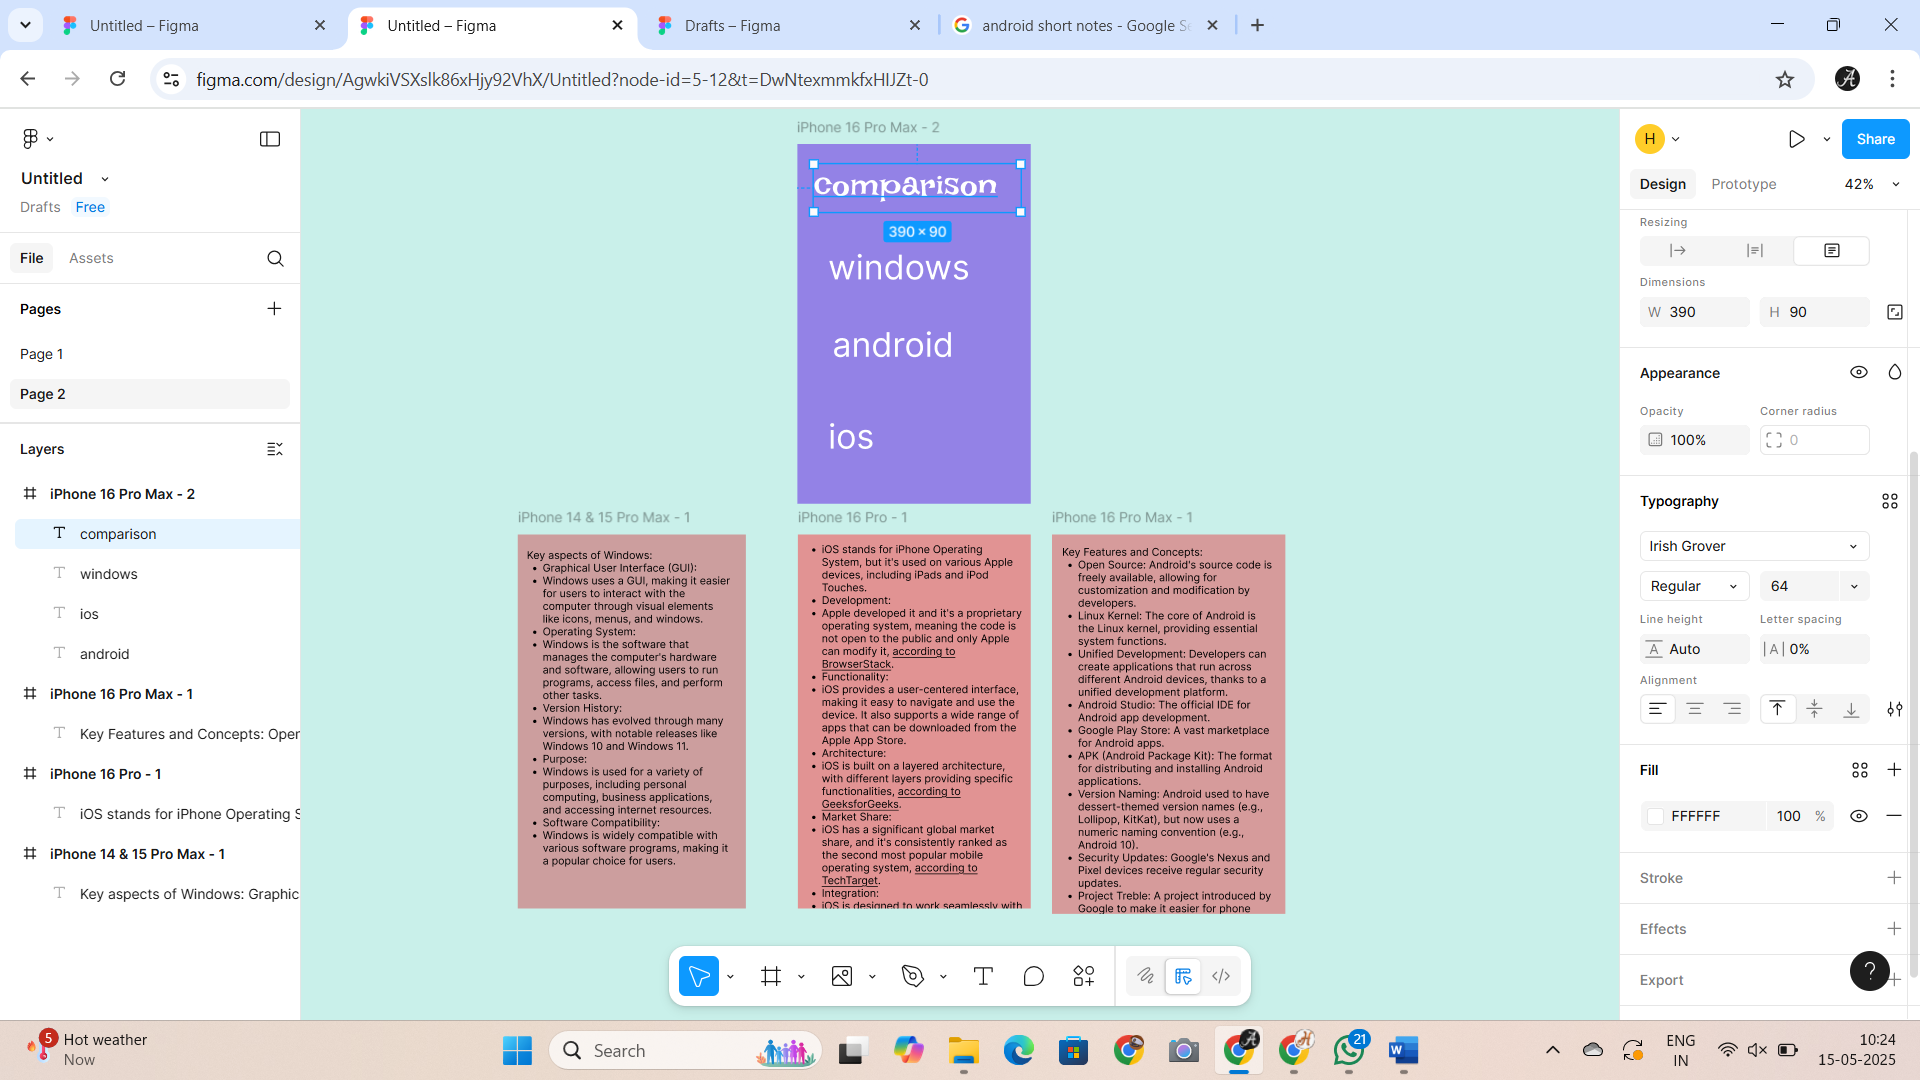 Untitled – Figma
Untitled – Figma
Drafts – Figma
android short notes - Google Se
figma.com/design/AgwkiVSXslk86xHjy92VhX/Untitled?node-id=5-12&t=DwNtexmmkfxHIJZt-0
Untitled
Drafts Free
File Assets
Pages
Page 1
Page 2
Layers
iPhone 16 Pro Max - 2
comparison
windows
ios
android
iPhone 16 Pro Max - 1
Key Features and Concepts: Oper
iPhone 16 Pro - 1
iOS stands for iPhone Operating S
iPhone 14 & 15 Pro Max - 1
Key aspects of Windows: Graphic
iPhone 16 Pro Max - 2
comparison
390 × 90
windows
android
ios
iPhone 14 & 15 Pro Max - 1
Key aspects of Windows:
• Graphical User Interface (GUI):
• Windows uses a GUI, making it easier
for users to interact with the
computer through visual elements
like icons, menus, and windows.
• Operating System:
• Windows is the software that
manages the computer's hardware
and software, allowing users to run
programs, access files, and perform
other tasks.
• Version History:
• Windows has evolved through many
versions, with notable releases like
Windows 10 and Windows 11.
• Purpose:
• Windows is used for a variety of
purposes, including personal
computing, business applications,
and accessing internet resources.
• Software Compatibility:
• Windows is widely compatible with
various software programs, making it
a popular choice for users.
iPhone 16 Pro - 1
• iOS stands for iPhone Operating
System, but it's used on various Apple
devices, including iPads and iPod
Touches.
• Development:
• Apple developed it and it's a proprietary
operating system, meaning the code is
not open to the public and only Apple
can modify it, according to
BrowserStack.
• Functionality:
• iOS provides a user-centered interface,
making it easy to navigate and use the
device. It also supports a wide range of
apps that can be downloaded from the
Apple App Store.
• Architecture:
• iOS is built on a layered architecture,
with different layers providing specific
functionalities, according to
GeeksforGeeks.
• Market Share:
• iOS has a significant global market
share, and it's consistently ranked as
the second most popular mobile
operating system, according to
TechTarget.
• Integration:
• iOS is designed to work seamlessly with
iPhone 16 Pro Max - 1
Key Features and Concepts:
• Open Source: Android's source code is
freely available, allowing for
customization and modification by
developers.
• Linux Kernel: The core of Android is
the Linux kernel, providing essential
system functions.
• Unified Development: Developers can
create applications that run across
different Android devices, thanks to a
unified development platform.
• Android Studio: The official IDE for
Android app development.
• Google Play Store: A vast marketplace
for Android apps.
• APK (Android Package Kit): The format
for distributing and installing Android
applications.
• Version Naming: Android used to have
dessert-themed version names (e.g.,
Lollipop, KitKat), but now uses a
numeric naming convention (e.g.,
Android 10).
• Security Updates: Google's Nexus and
Pixel devices receive regular security
updates.
• Project Treble: A project introduced by
Google to make it easier for phone
H
Share
Design Prototype 42%
Resizing
Dimensions
W 390 H 90
Appearance
Opacity Corner radius
100% 0
Typography
Irish Grover
Regular 64
Line height Letter spacing
Auto |A| 0%
Alignment
Fill
FFFFFF 100 %
Stroke
Effects
Export
?
5 Hot weather
Now
Search
21
ENG
IN
10:24
15-05-2025